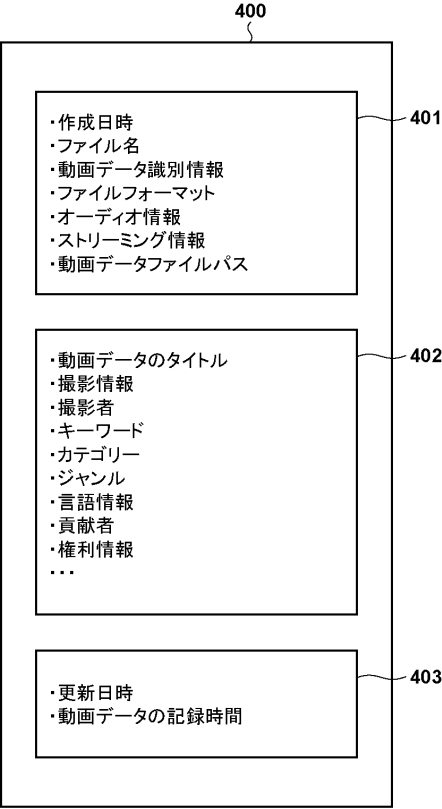 400
401
・作成日時
・ファイル名
・動画データ識別情報
・ファイルフォーマット
・オーディオ情報
・ストリーミング情報
・動画データファイルパス
402
・動画データのタイトル
・撮影情報
・撮影者
・キーワード
・カテゴリー
・ジャンル
・言語情報
・貢献者
・権利情報
・・・
403
・更新日時
・動画データの記録時間